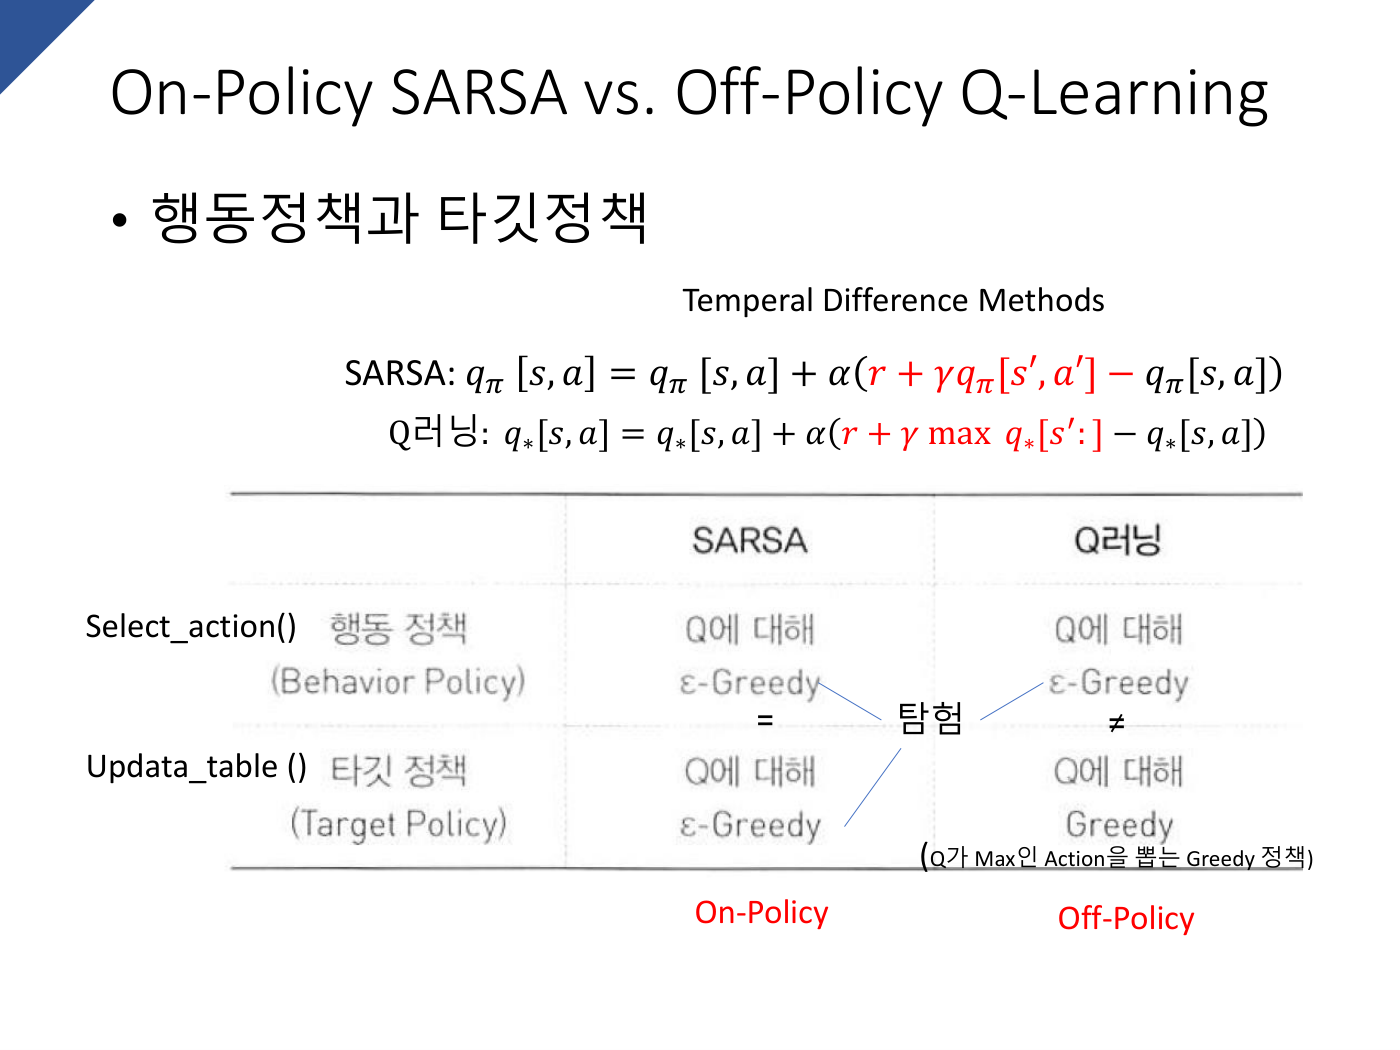 On-Policy SARSA vs. Off-Policy Q-Learning
• 행동정책과 타깃정책
Temperal Difference Methods
SARSA: qπ [s, a] = qπ [s, a] + α(r + γqπ[s′, a′] − qπ[s, a])
Q러닝: q∗[s, a] = q∗[s, a] + α(r + γ max q∗[s′: ] − q∗[s, a])
SARSA Q러닝
Select_action() 행동 정책 Q에 대해 Q에 대해
(Behavior Policy) ε-Greedy ε-Greedy
= 탐험 ≠
Updata_table () 타깃 정책 Q에 대해 Q에 대해
(Target Policy) ε-Greedy Greedy
(Q가 Max인 Action을 뽑는 Greedy 정책)
On-Policy Off-Policy